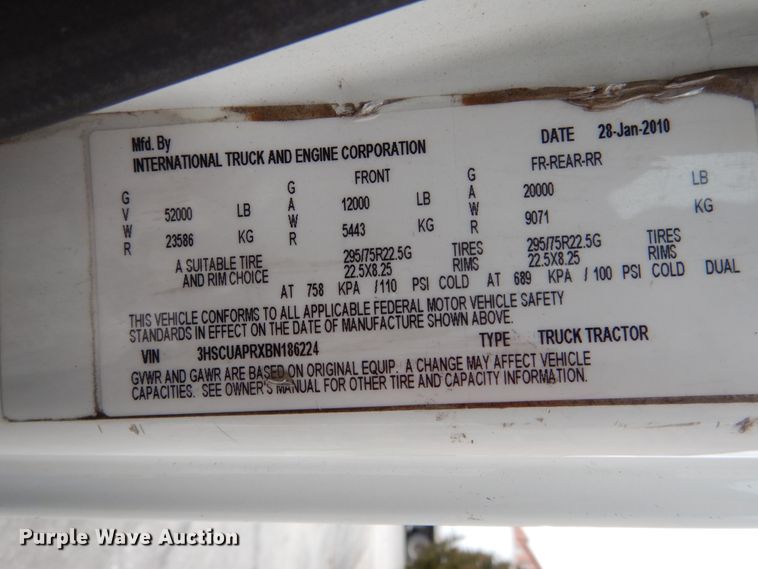 Mfd. By
INTERNATIONAL TRUCK AND ENGINE CORPORATION
DATE 28-Jan-2010
FRONT FR-REAR-RR
GVWR 52000 LB GAWR 12000 LB GAWR 20000 LB
23586 KG 5443 KG 9071 KG
A SUITABLE TIRE 295/75R22.5G TIRES 295/75R22.5G TIRES
AND RIM CHOICE 22.5X8.25 RIMS 22.5X8.25 RIMS
AT 758 KPA /110 PSI COLD AT 689 KPA /100 PSI COLD DUAL
THIS VEHICLE CONFORMS TO ALL APPLICABLE FEDERAL MOTOR VEHICLE SAFETY
STANDARDS IN EFFECT ON THE DATE OF MANUFACTURE SHOWN ABOVE.
VIN 3HSCUAPRXBN186224 TYPE TRUCK TRACTOR
GVWR AND GAWR ARE BASED ON ORIGINAL EQUIP. A CHANGE MAY AFFECT VEHICLE
CAPACITIES. SEE OWNER'S MANUAL FOR OTHER TIRE AND CAPACITY INFORMATION.
Purple Wave Auction